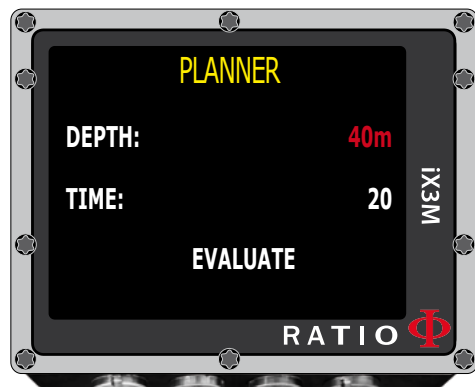 PLANNER
DEPTH: 40m
TIME: 20
EVALUATE
iX3M
RATIO